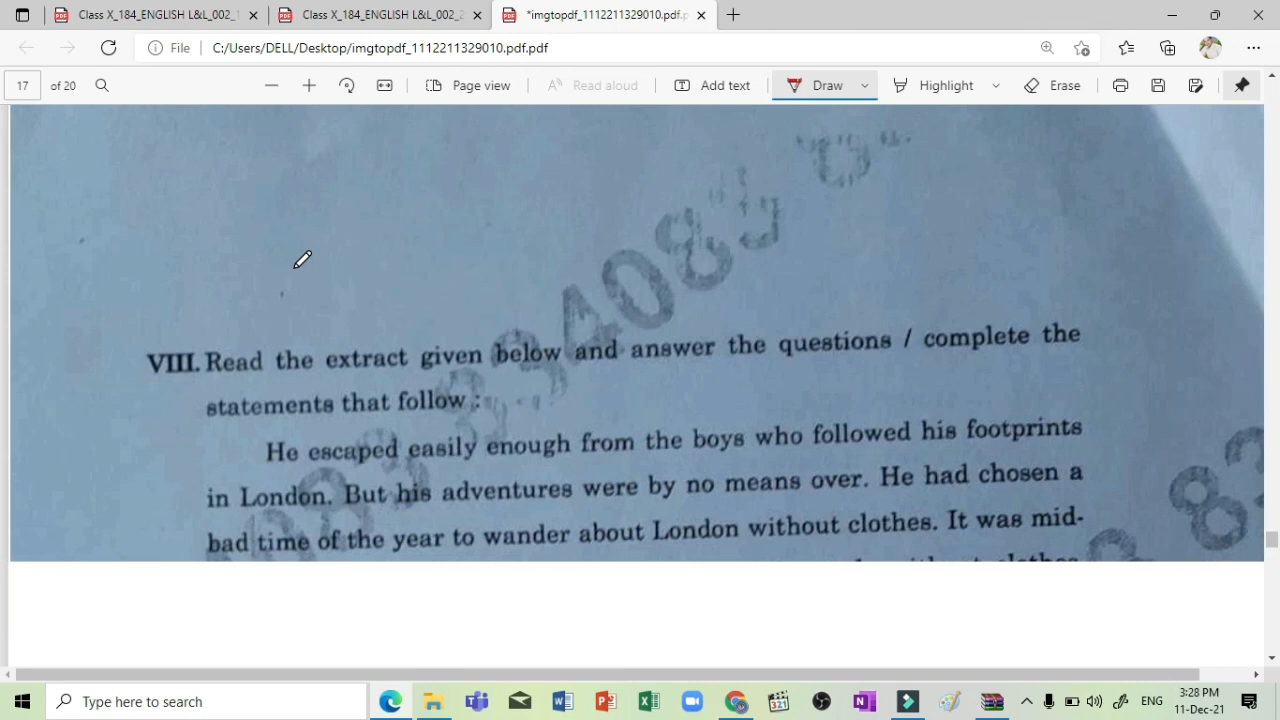 Class X_184_ENGLISH L&L_002_1
Class X_184_ENGLISH L&L_002_2
*imgtopdf_1112211329010.pdf.p
File
C:/Users/DELL/Desktop/imgtopdf_1112211329010.pdf.pdf
17
of 20
Page view
Read aloud
Add text
Draw
Highlight
Erase
VIII. Read the extract given below and answer the questions / complete the
statements that follow :
He escaped easily enough from the boys who followed his footprints
in London. But his adventures were by no means over. He had chosen a
bad time of the year to wander about London without clothes. It was mid-
Type here to search
321
ENG
3:28 PM
11-Dec-21